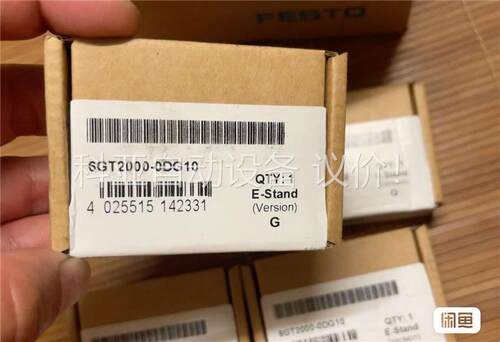 FESTO
6GT2000-0DG10
4 025515 142331
QTY: 1
E-Stand
(Version)
G
科 自动设备 议价
6GT2000-0DG10
QTY: 1
E-Stand
(Version)
闲鱼